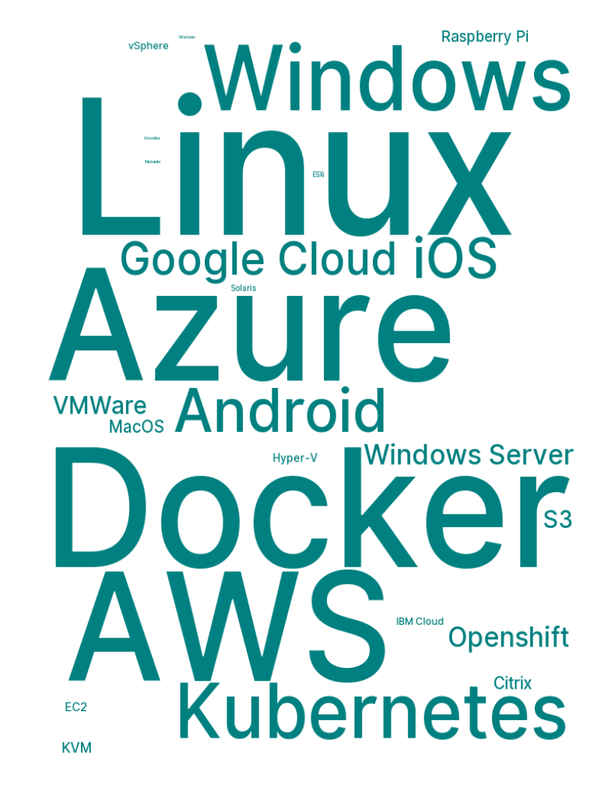 Raspberry Pi
vSphere
Windows
Linux
ESXi
Google Cloud
iOS
Solaris
Azure
Android
VMWare
MacOS
Windows Server
Hyper-V
Docker
S3
AWS
IBM Cloud
Openshift
Citrix
Kubernetes
EC2
KVM